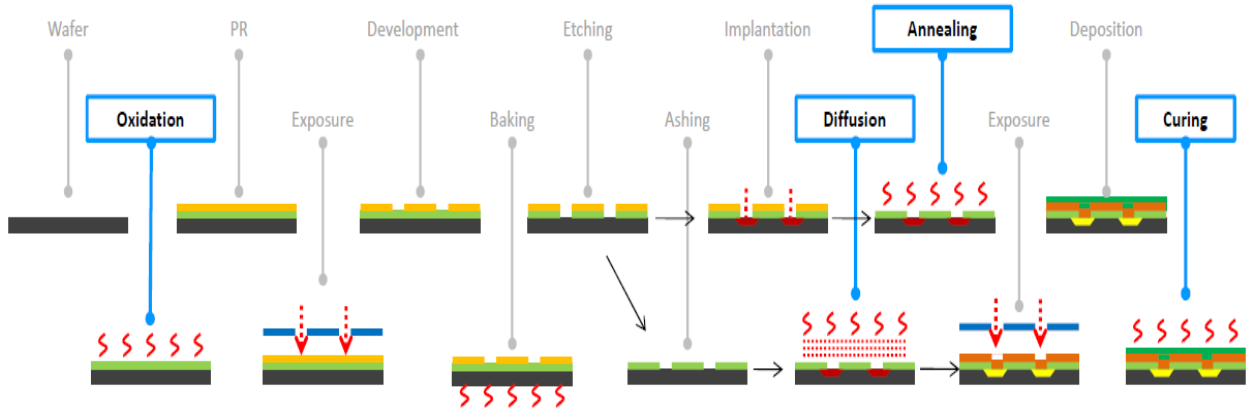 Wafer
PR
Development
Etching
Implantation
Annealing
Deposition
Oxidation
Exposure
Baking
Ashing
Diffusion
Exposure
Curing